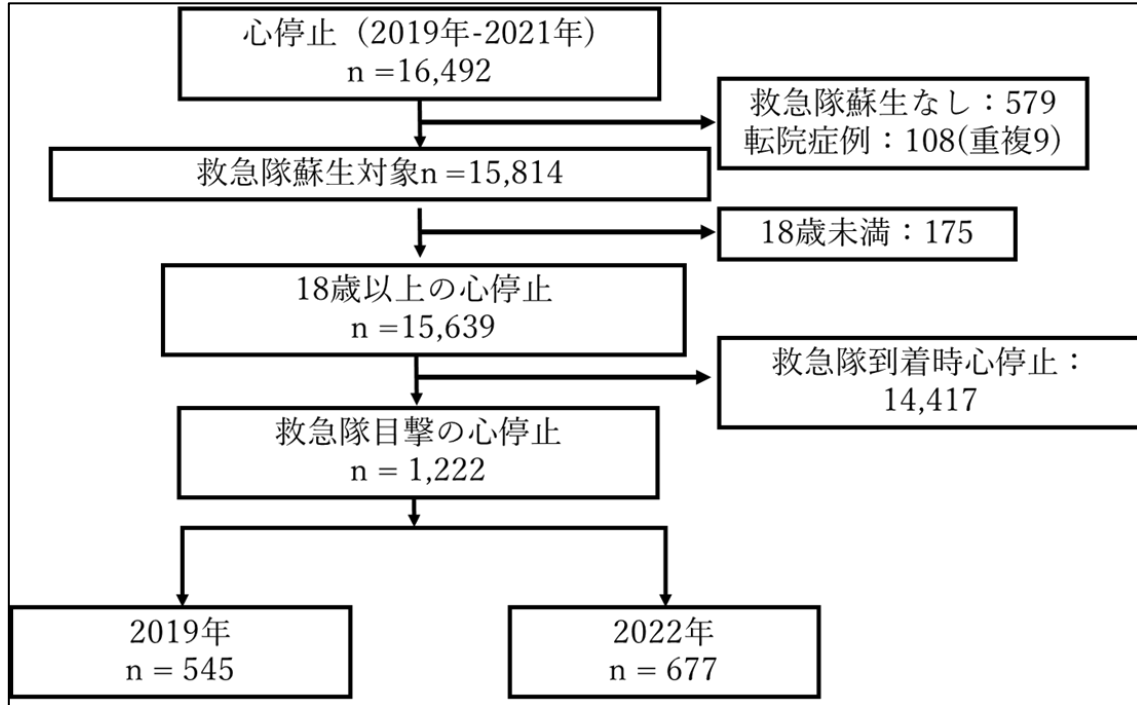 心停止（2019年-2021年）
n =16,492
救急隊蘇生なし：579
転院症例：108(重複9)
救急隊蘇生対象n =15,814
18歳未満：175
18歳以上の心停止
n =15,639
救急隊到着時心停止：
14,417
救急隊目撃の心停止
n = 1,222
2019年
n = 545
2022年
n = 677